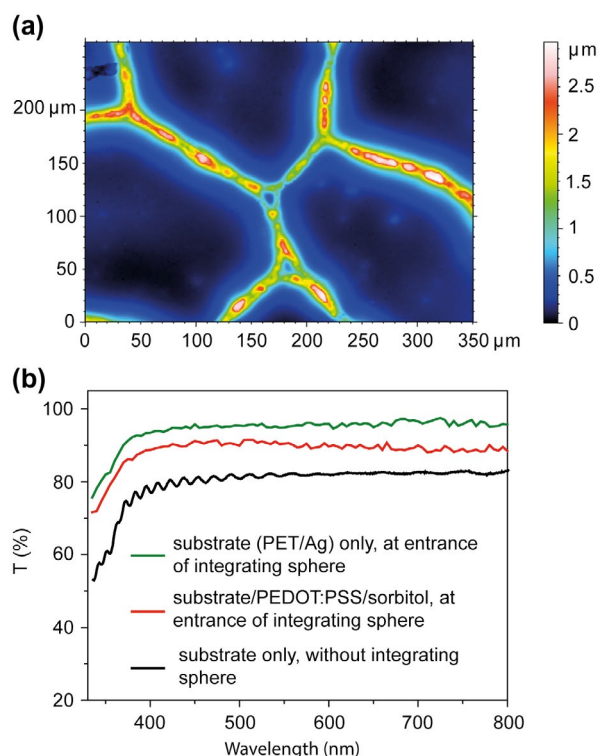 (a)
μm
200 μm
150
100
50
0
0
50
100
150
200
250
300
350 μm
2.5
2
1.5
1
0.5
0
(b)
100
80
60
40
20
T (%)
substrate (PET/Ag) only, at entrance
of integrating sphere
substrate/PEDOT:PSS/sorbitol, at
entrance of integrating sphere
substrate only, without integrating
sphere
400
500
600
700
800
Wavelength (nm)